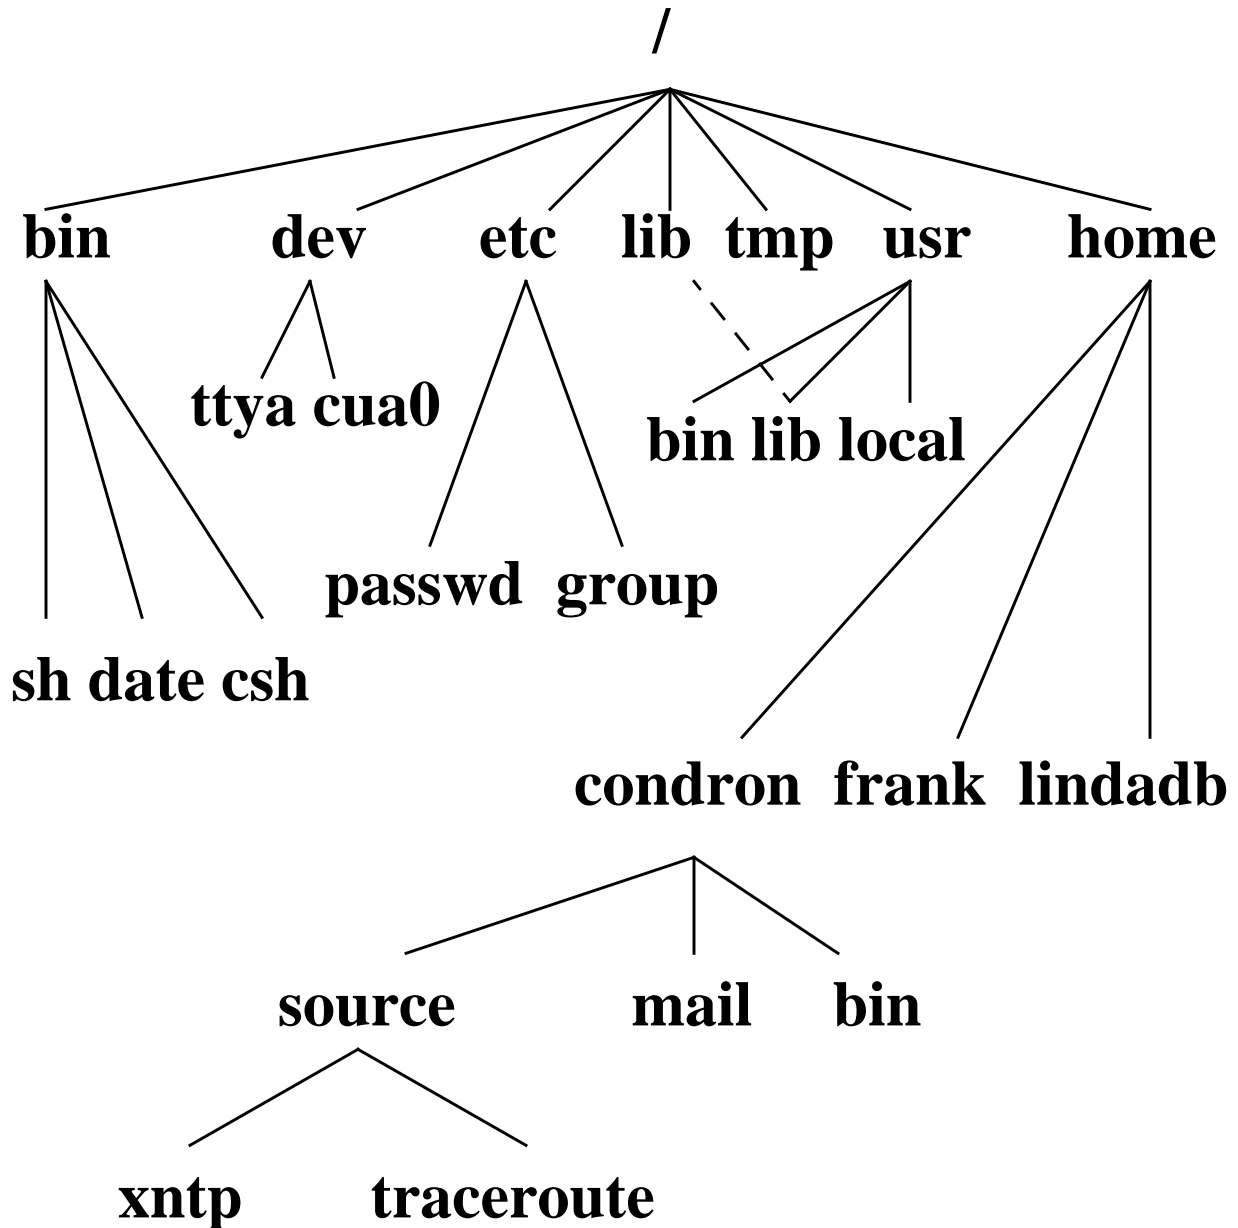 /
bin dev etc lib tmp usr home
ttya cua0
bin lib local
passwd group
sh date csh
condron frank lindadb
source mail bin
xntp traceroute